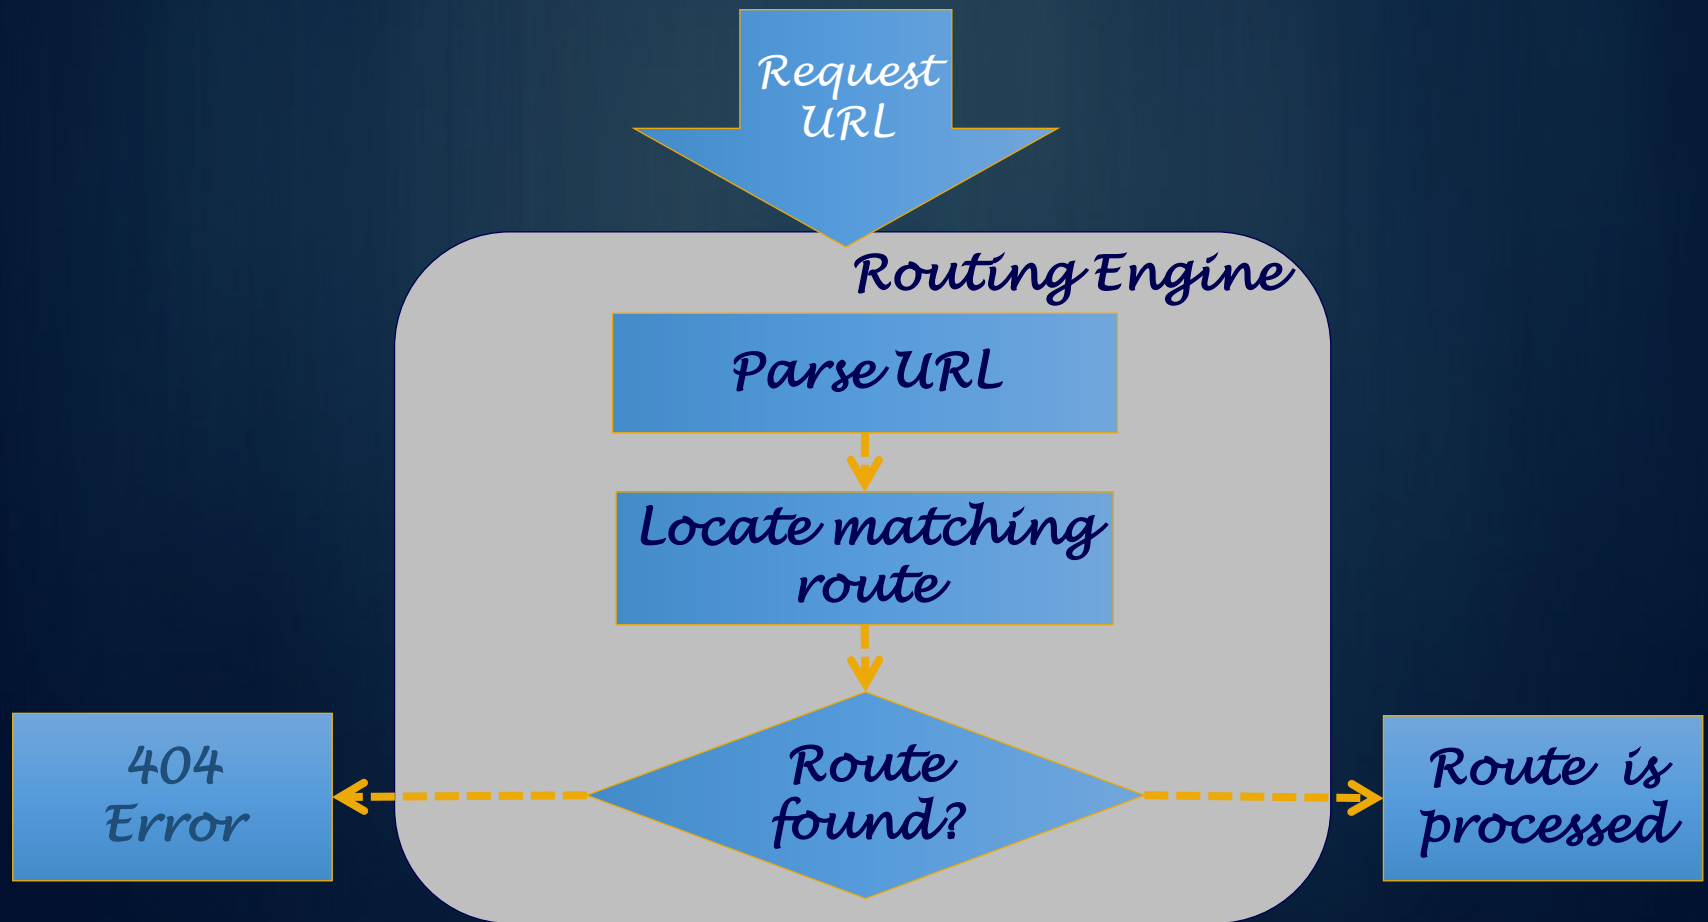 Request
URL
Routing Engine
Parse URL
Locate matching
route
Route
found?
404
Error
Route is
processed